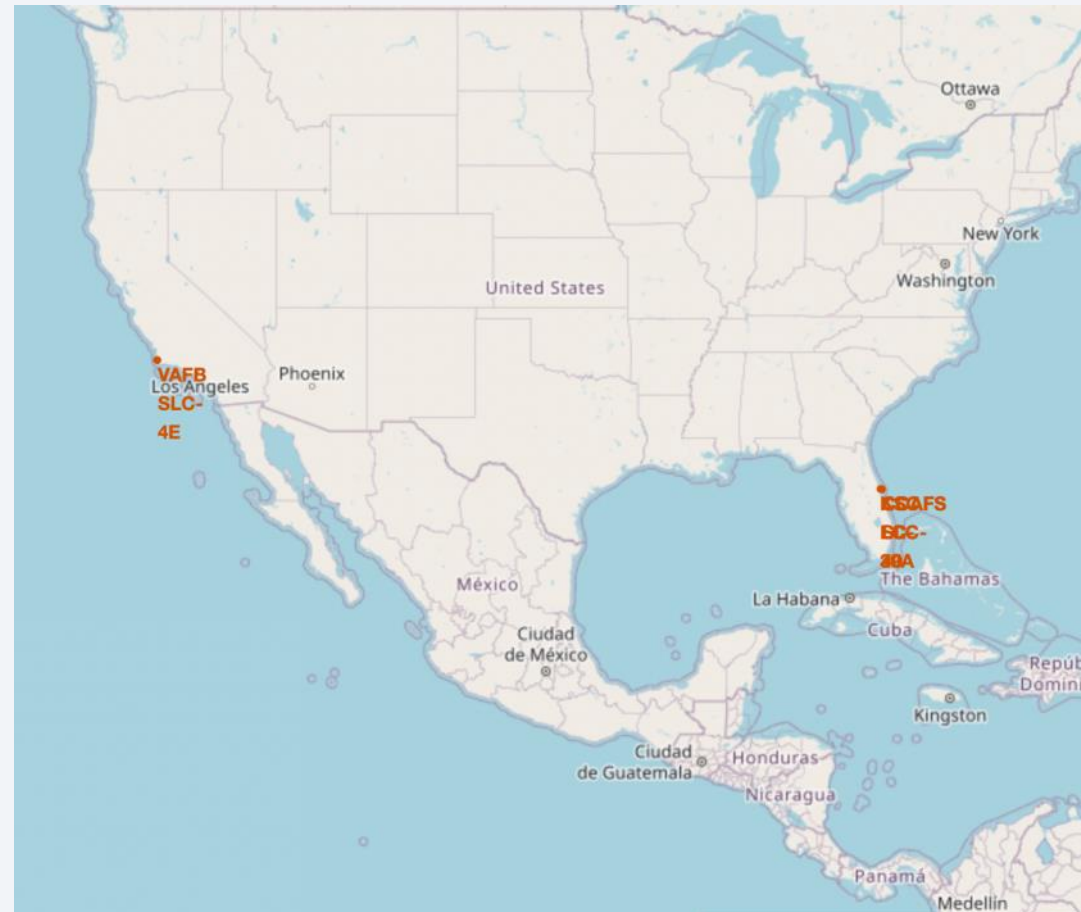 Ottawa
New York
Washington
United States
Phoenix
VAFB
Los Angeles
SLC-
4E
The Bahamas
México
La Habana
Cuba
Ciudad
de México
Kingston
Ciudad
de Guatemala
Honduras
Nicaragua
Panamá
Medellín